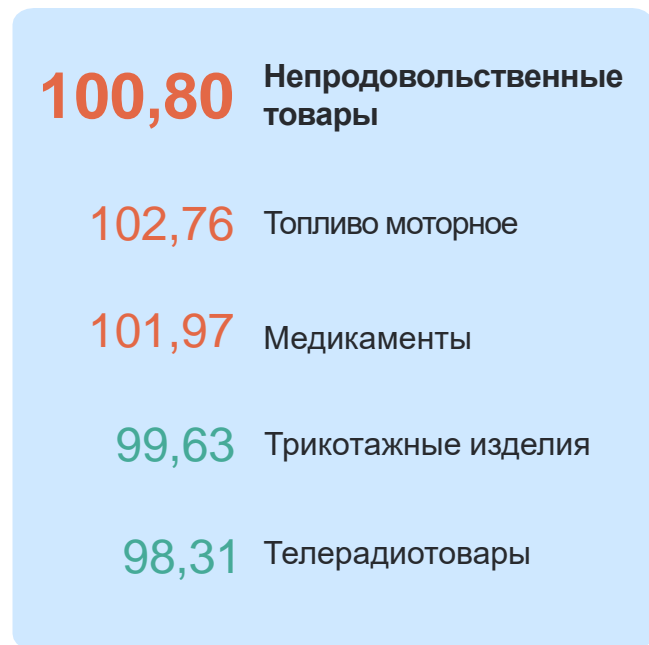 100,80 Непродовольственные
товары
102,76 Топливо моторное
101,97 Медикаменты
99,63 Трикотажные изделия
98,31 Телерадиотовары